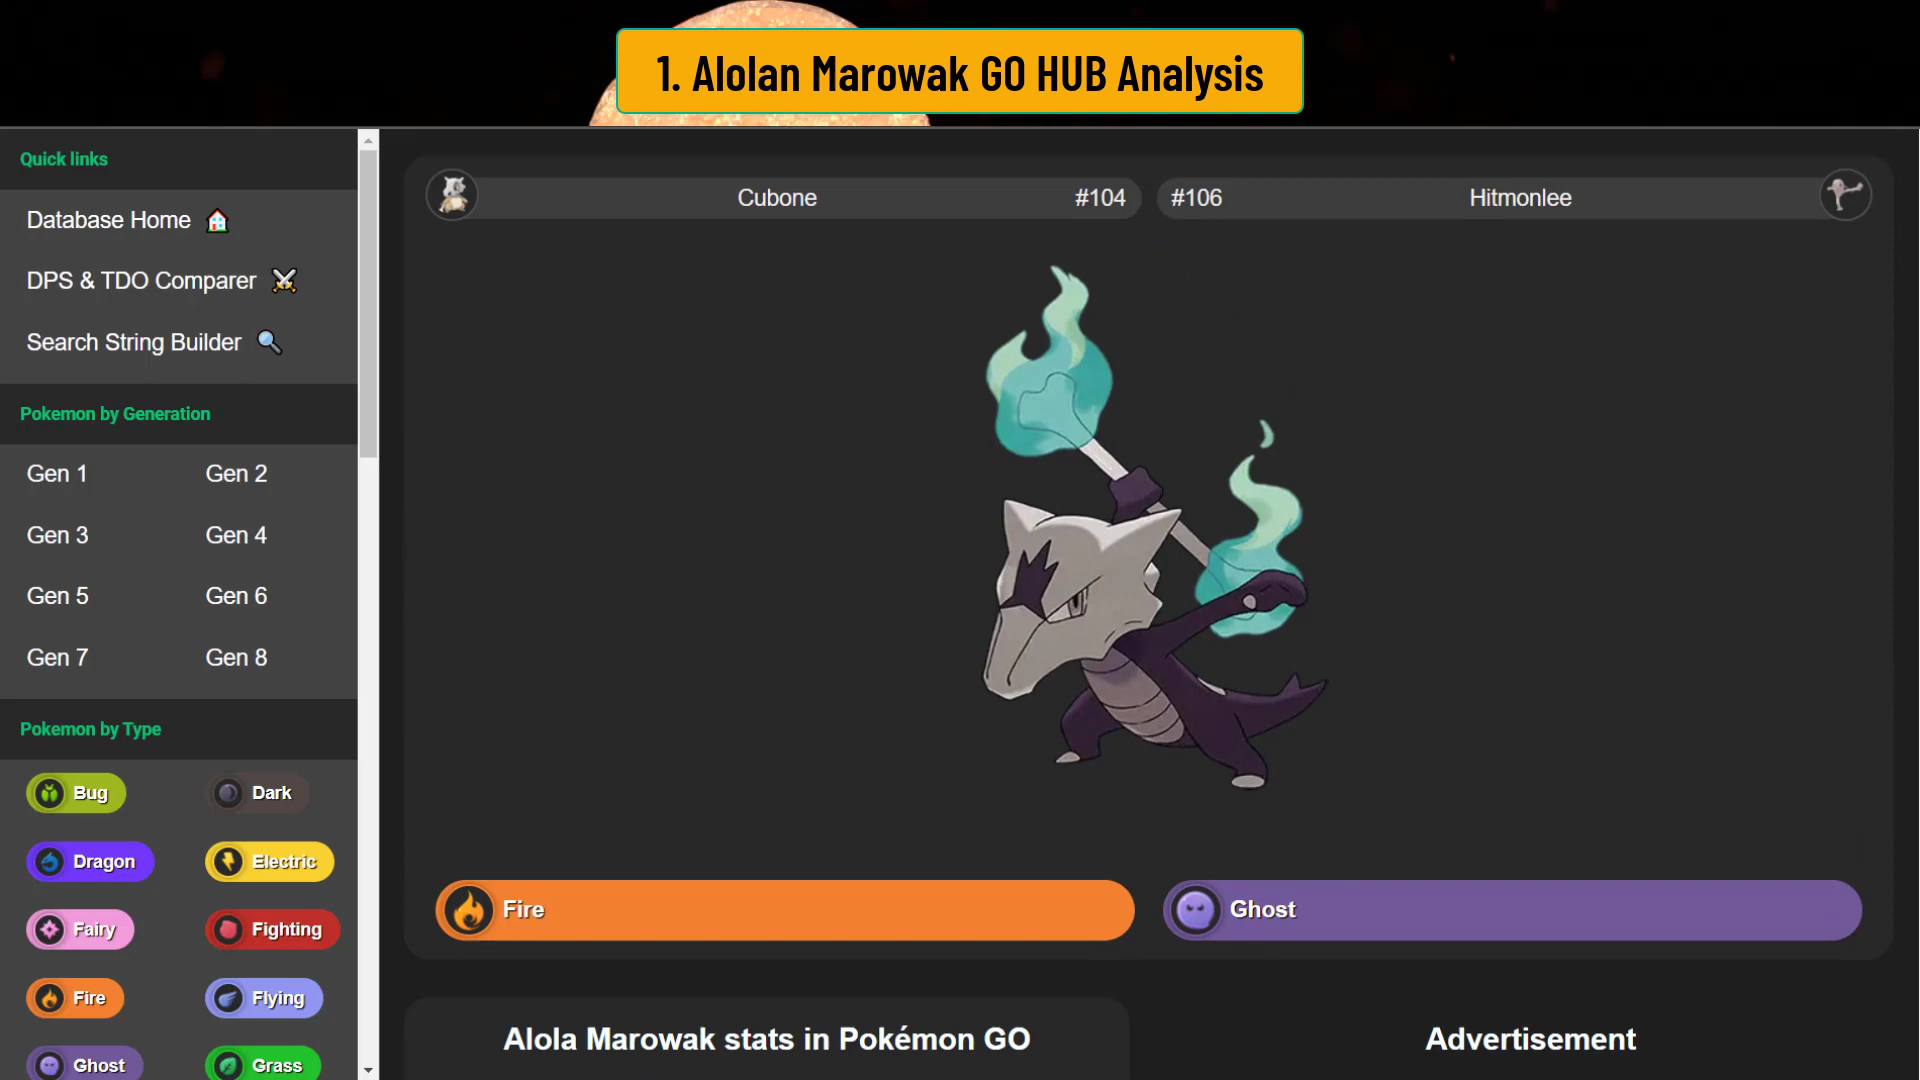 1. Alolan Marowak GO HUB Analysis
Quick links
Database Home
DPS & TDO Comparer
Search String Builder
Pokemon by Generation
Gen 1 Gen 2
Gen 3 Gen 4
Gen 5 Gen 6
Gen 7 Gen 8
Pokemon by Type
Bug Dark
Dragon Electric
Fairy Fighting
Fire Flying
Ghost Grass
Cubone #104
#106 Hitmonlee
Fire
Ghost
Alola Marowak stats in Pokémon GO
Advertisement